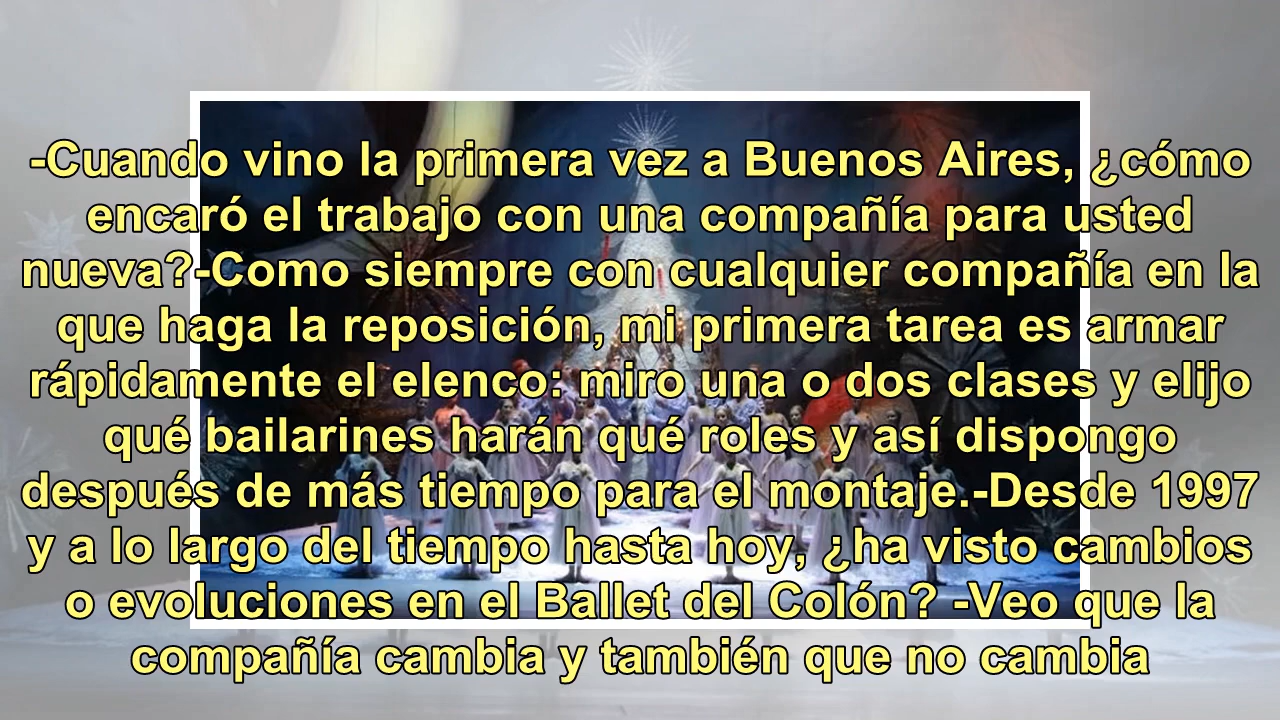 -Cuando vino la primera vez a Buenos Aires, ¿cómo
encaró el trabajo con una compañía para usted
nueva?-Como siempre con cualquier compañía en la
que haga la reposición, mi primera tarea es armar
rápidamente el elenco: miro una o dos clases y elijo
qué bailarines harán qué roles y así dispongo
después de más tiempo para el montaje.-Desde 1997
y a lo largo del tiempo hasta hoy, ¿ha visto cambios
o evoluciones en el Ballet del Colón? -Veo que la
compañía cambia y también que no cambia